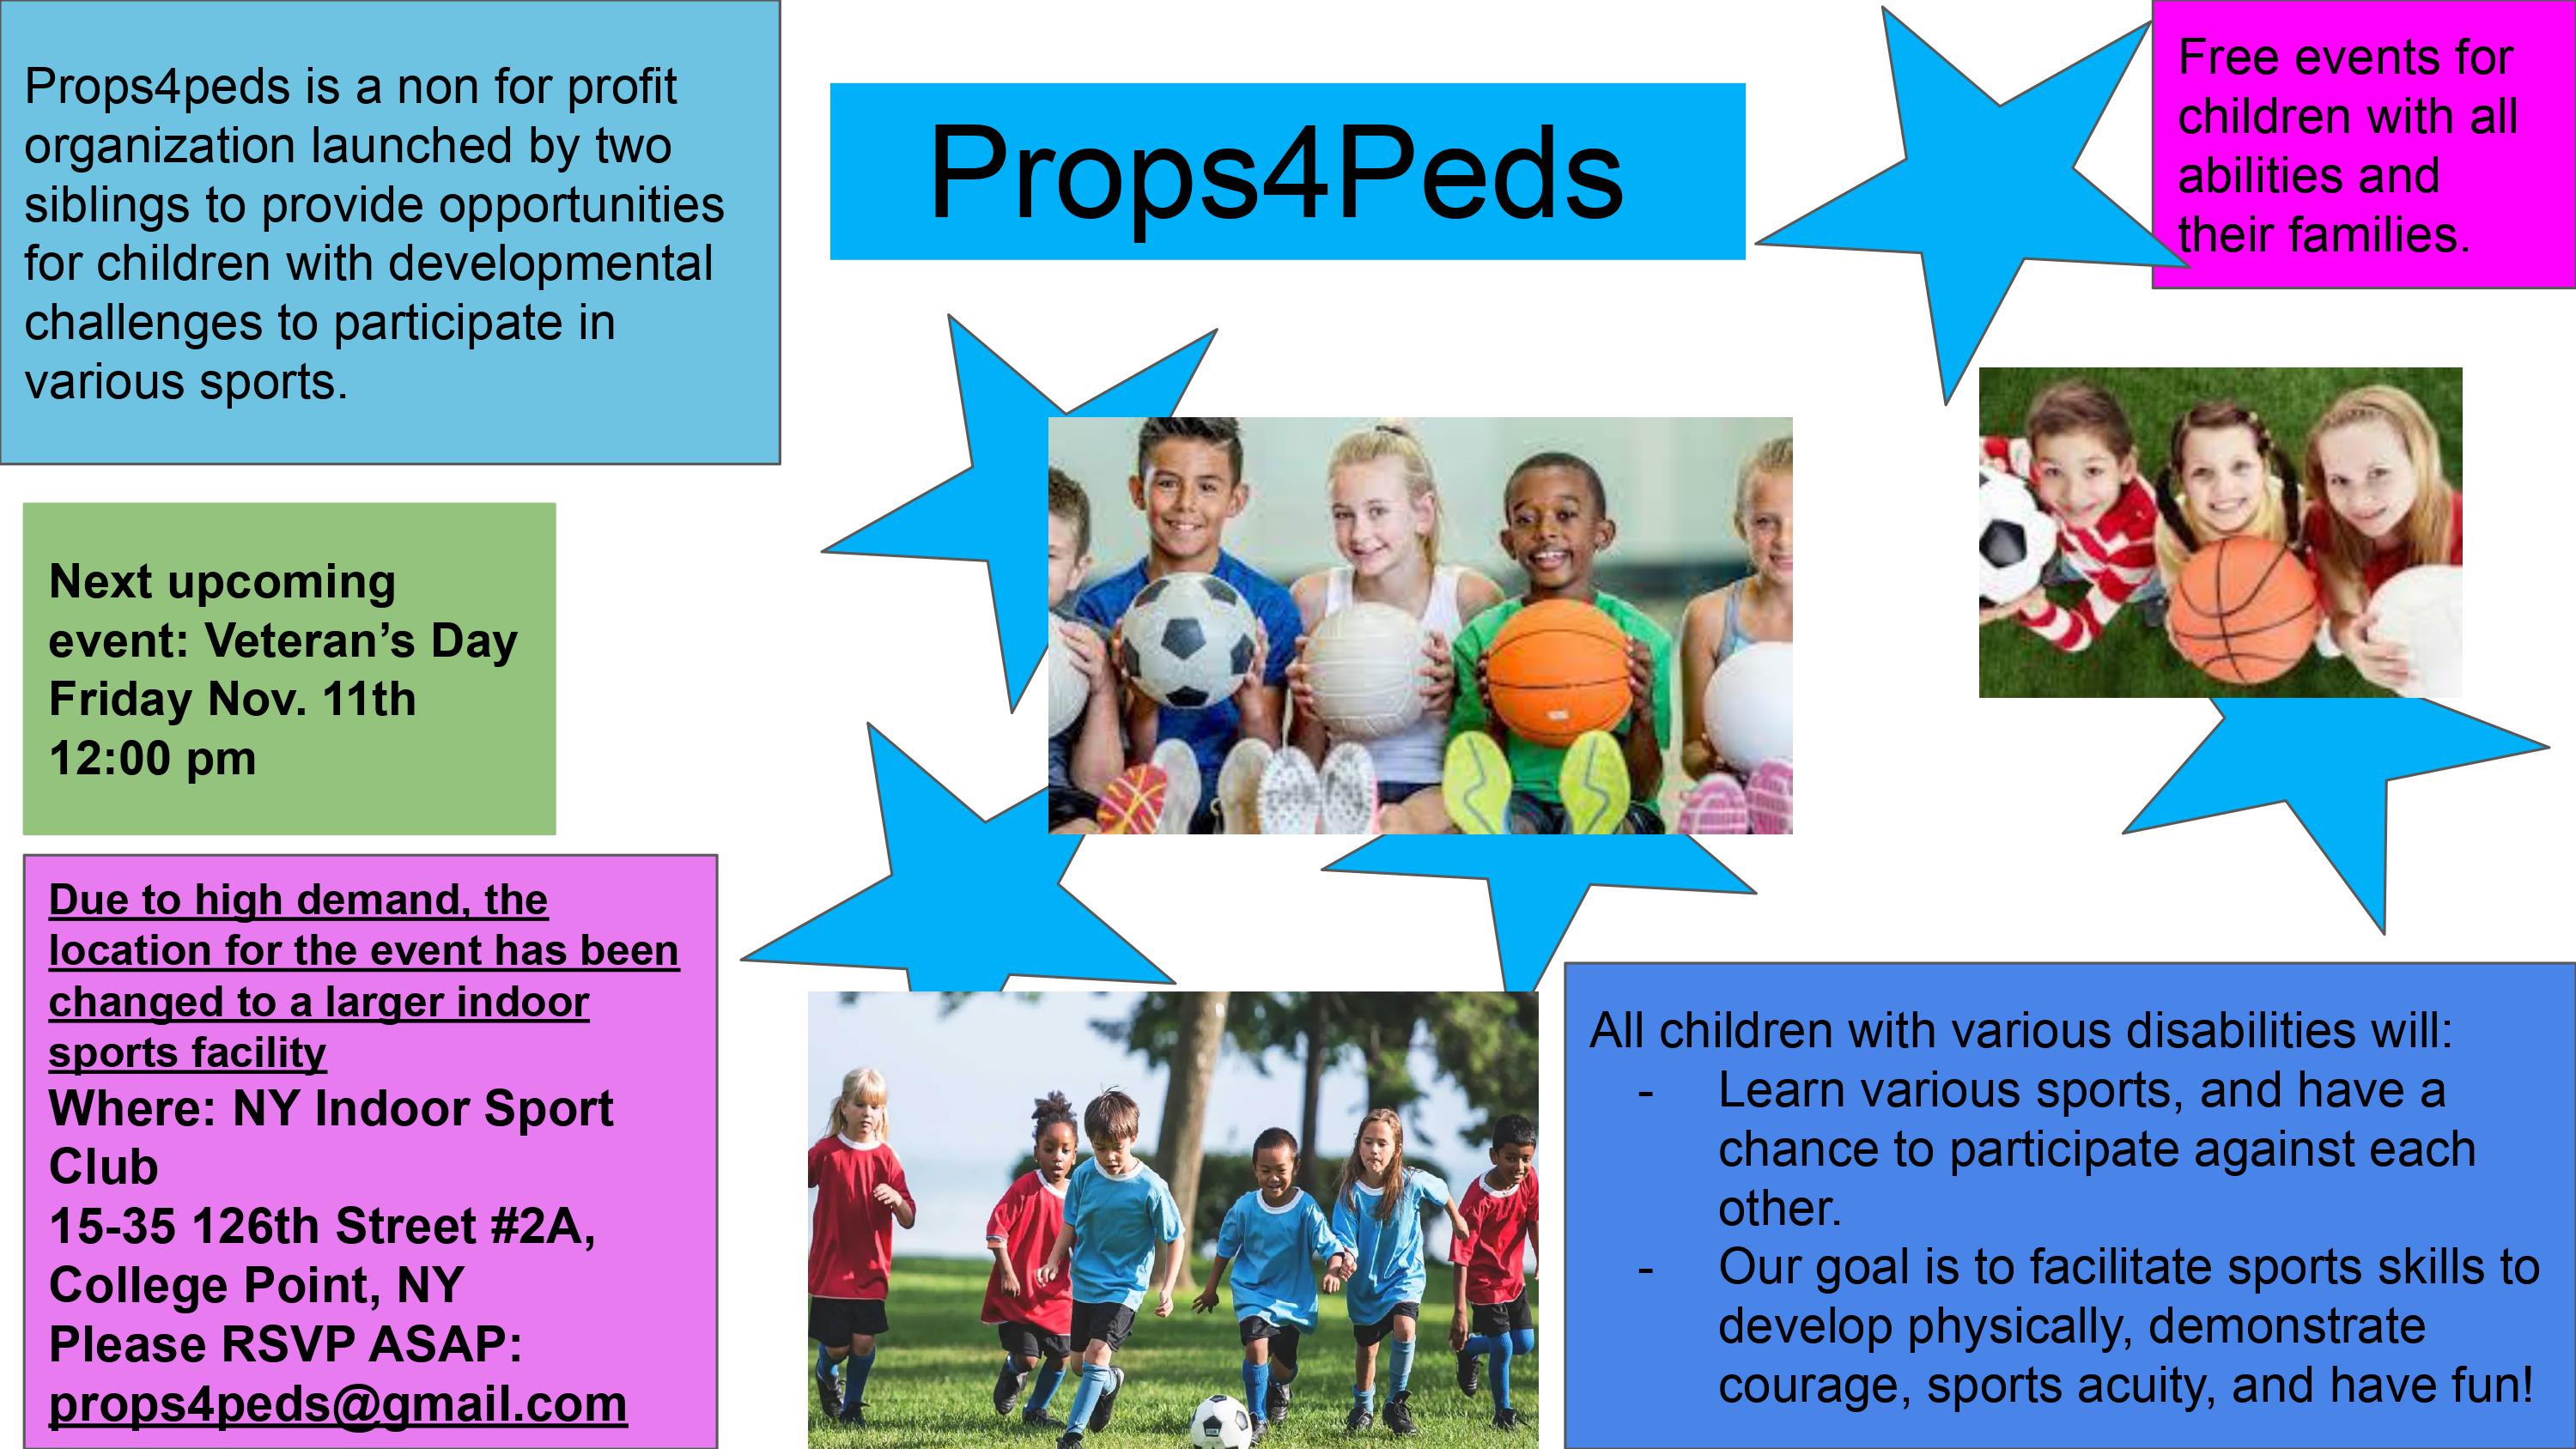 Props4peds is a non for profit
organization launched by two
siblings to provide opportunities
for children with developmental
challenges to participate in
various sports.
Props4Peds
Free events for
children with all
abilities and
their families.
Next upcoming
event: Veteran’s Day
Friday Nov. 11th
12:00 pm
Due to high demand, the
location for the event has been
changed to a larger indoor
sports facility
Where: NY Indoor Sport
Club
15-35 126th Street #2A,
College Point, NY
Please RSVP ASAP:
props4peds@gmail.com
All children with various disabilities will:
- Learn various sports, and have a
chance to participate against each
other.
- Our goal is to facilitate sports skills to
develop physically, demonstrate
courage, sports acuity, and have fun!